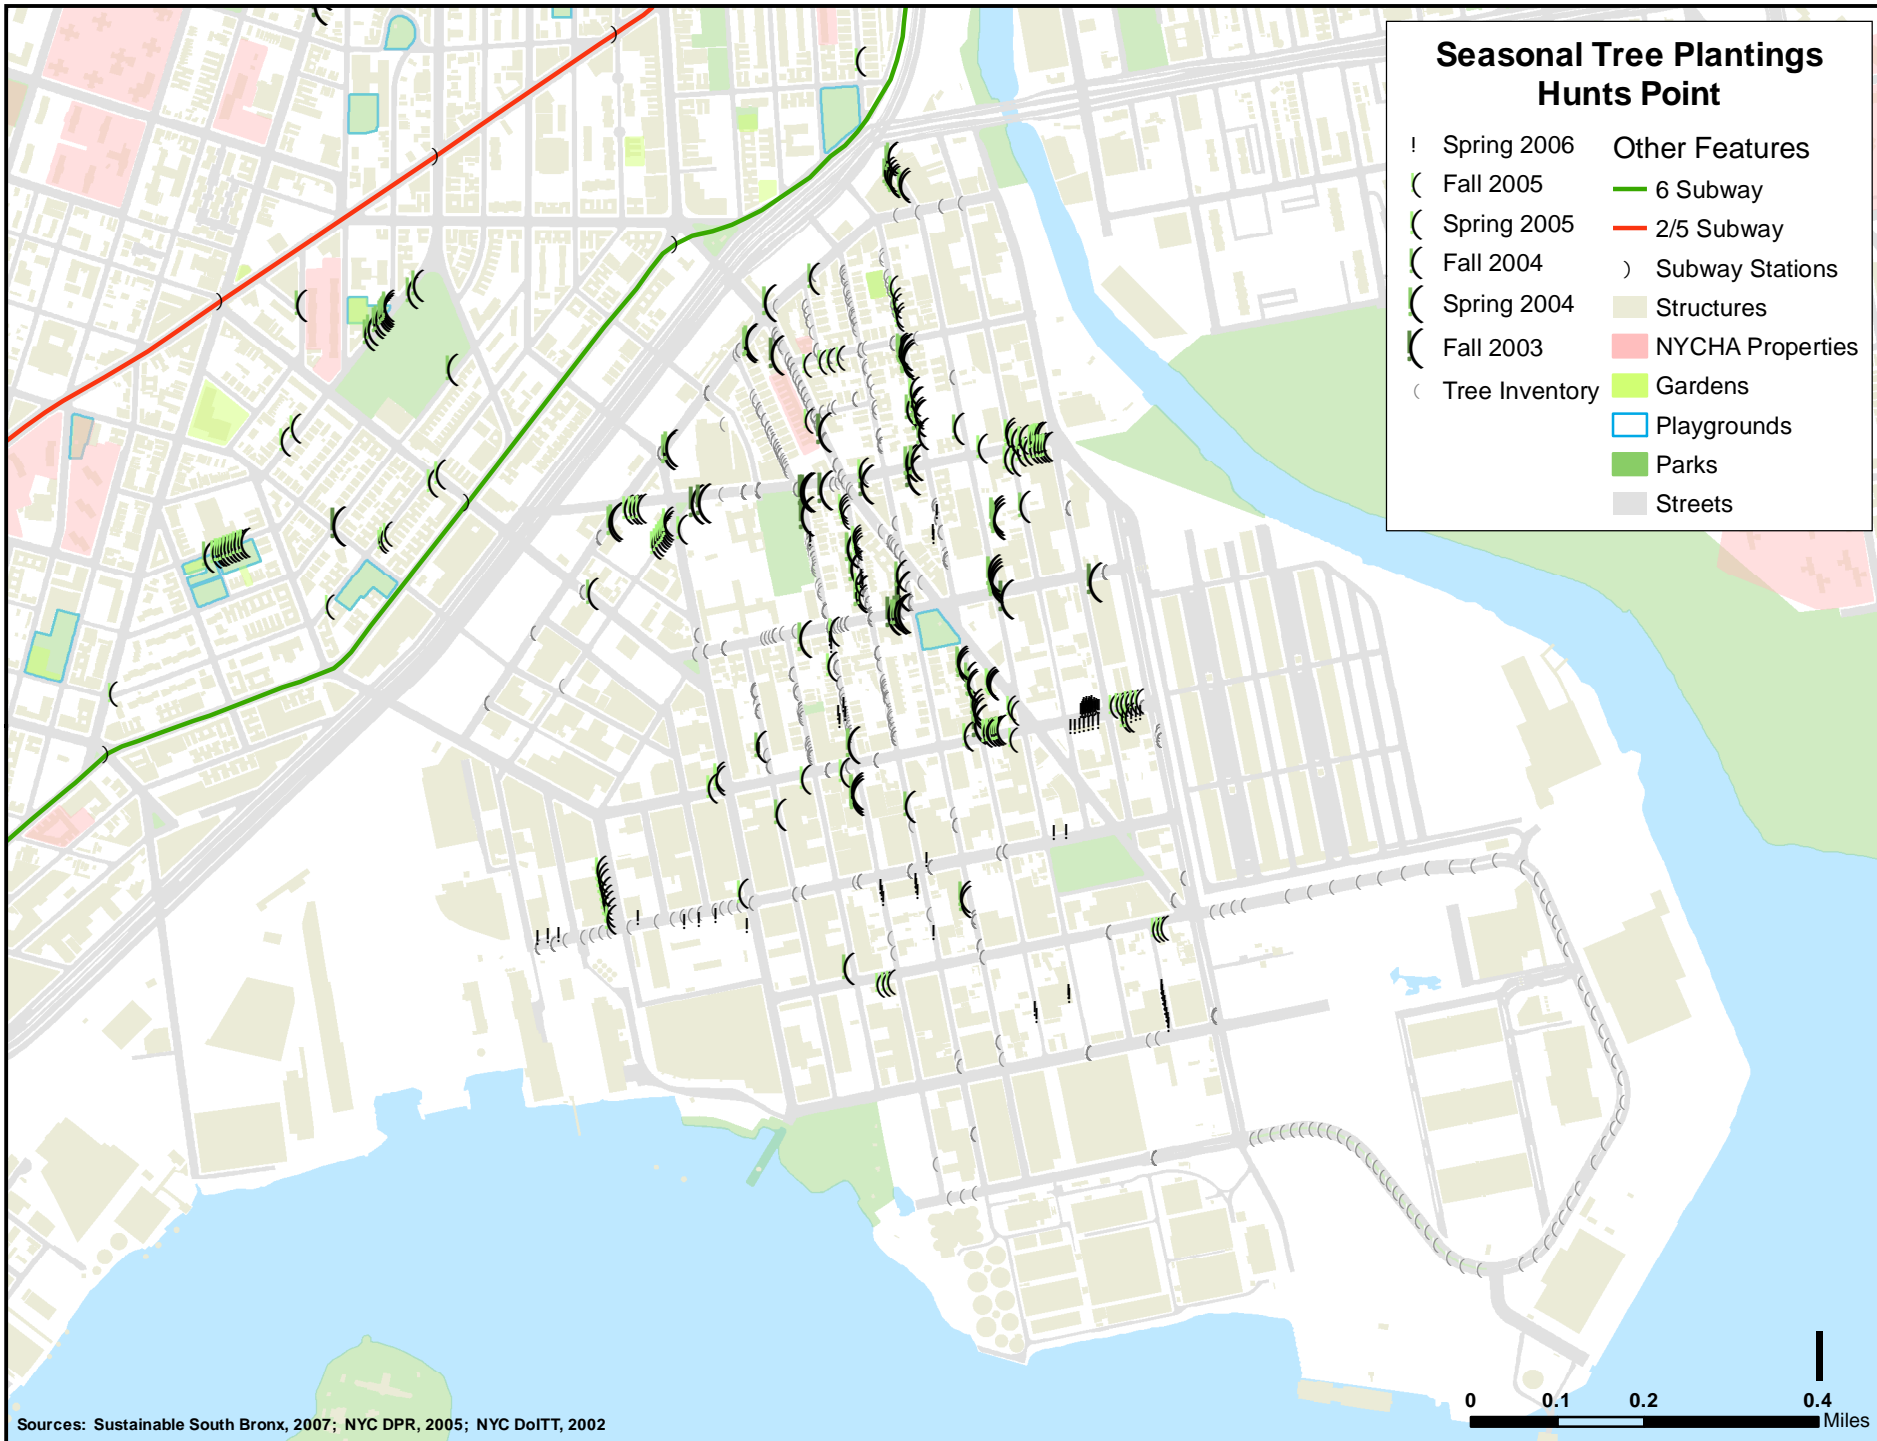 Seasonal Tree Plantings
Hunts Point
! Spring 2006
( Fall 2005
( Spring 2005
( Fall 2004
( Spring 2004
( Fall 2003
( Tree Inventory
Other Features
6 Subway
2/5 Subway
) Subway Stations
Structures
NYCHA Properties
Gardens
Playgrounds
Parks
Streets
0 0.1 0.2 0.4
Miles
Sources: Sustainable South Bronx, 2007; NYC DPR, 2005; NYC DoITT, 2002